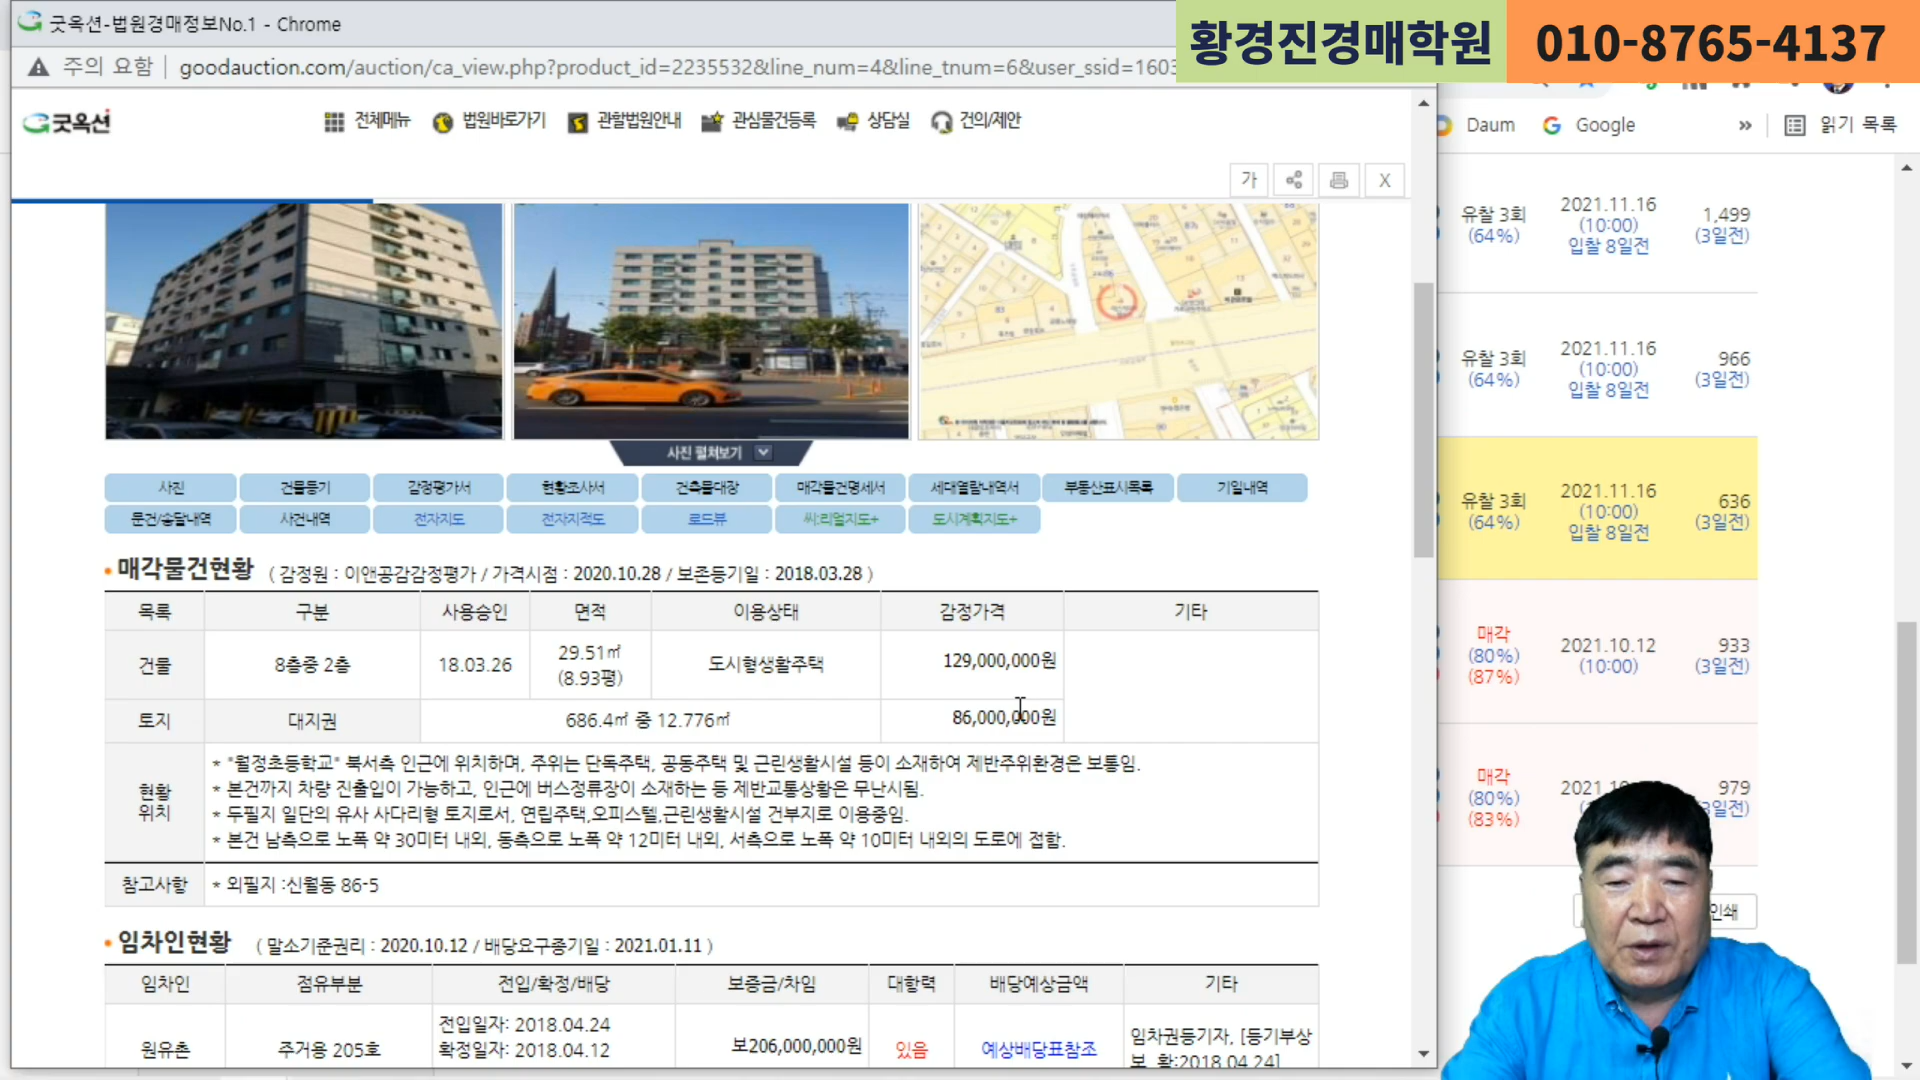 굿옥션-법원경매정보No.1 - Chrome
황경진경매학원
010-8765-4137
주의 요함
goodauction.com/auction/ca_view.php?product_id=2235532&line_num=4&line_tnum=6&user_ssid=1603
굿옥션
전체메뉴
법원바로가기
관할법원안내
관심물건등록
상담실
건의/제안
Daum
Google
»
읽기 목록
가
X
사진 펼쳐보기
사진
건물등기
감정평가서
현황조사서
건축물대장
매각물건명세서
세대열람내역서
부동산표시목록
기일내역
문건/송달내역
사건내역
전자지도
전자지적도
로드뷰
씨:리얼지도+
도시계획지도+
매각물건현황 ( 감정원 : 이앤공감감정평가 / 가격시점 : 2020.10.28 / 보존등기일 : 2018.03.28 )
목록 구분 사용승인 면적 이용상태 감정가격 기타
건물 8층중 2층 18.03.26 29.51㎡ (8.93평) 도시형생활주택 129,000,000원
토지 대지권 686.4㎡ 중 12.776㎡ 86,000,000원
현황
위치
* "월정초등학교" 북서측 인근에 위치하며, 주위는 단독주택, 공동주택 및 근린생활시설 등이 소재하여 제반주위환경은 보통임.
* 본건까지 차량 진출입이 가능하고, 인근에 버스정류장이 소재하는 등 제반교통상황은 무난시됨.
* 두필지 일단의 유사 사다리형 토지로서, 연립주택,오피스텔,근린생활시설 건부지로 이용중임.
* 본건 남측으로 노폭 약 30미터 내외, 동측으로 노폭 약 12미터 내외, 서측으로 노폭 약 10미터 내외의 도로에 접함.
참고사항 * 외필지 :신월동 86-5
임차인현황 ( 말소기준권리 : 2020.10.12 / 배당요구종기일 : 2021.01.11 )
임차인 점유부분 전입/확정/배당 보증금/차임 대항력 배당예상금액 기타
원유촌 주거용 205호
전입일자: 2018.04.24
확정일자: 2018.04.12
보206,000,000원
있음
예상배당표참조
임차권등기자, [등기부상
확:2018.04.24]
유찰 3회
(64%)
2021.11.16
(10:00)
입찰 8일전
1,499
(3일전)
유찰 3회
(64%)
2021.11.16
(10:00)
입찰 8일전
966
(3일전)
유찰 3회
(64%)
2021.11.16
(10:00)
입찰 8일전
636
(3일전)
매각
(80%)
(87%)
2021.10.12
(10:00)
933
(3일전)
매각
(80%)
(83%)
979
3일전)
인쇄